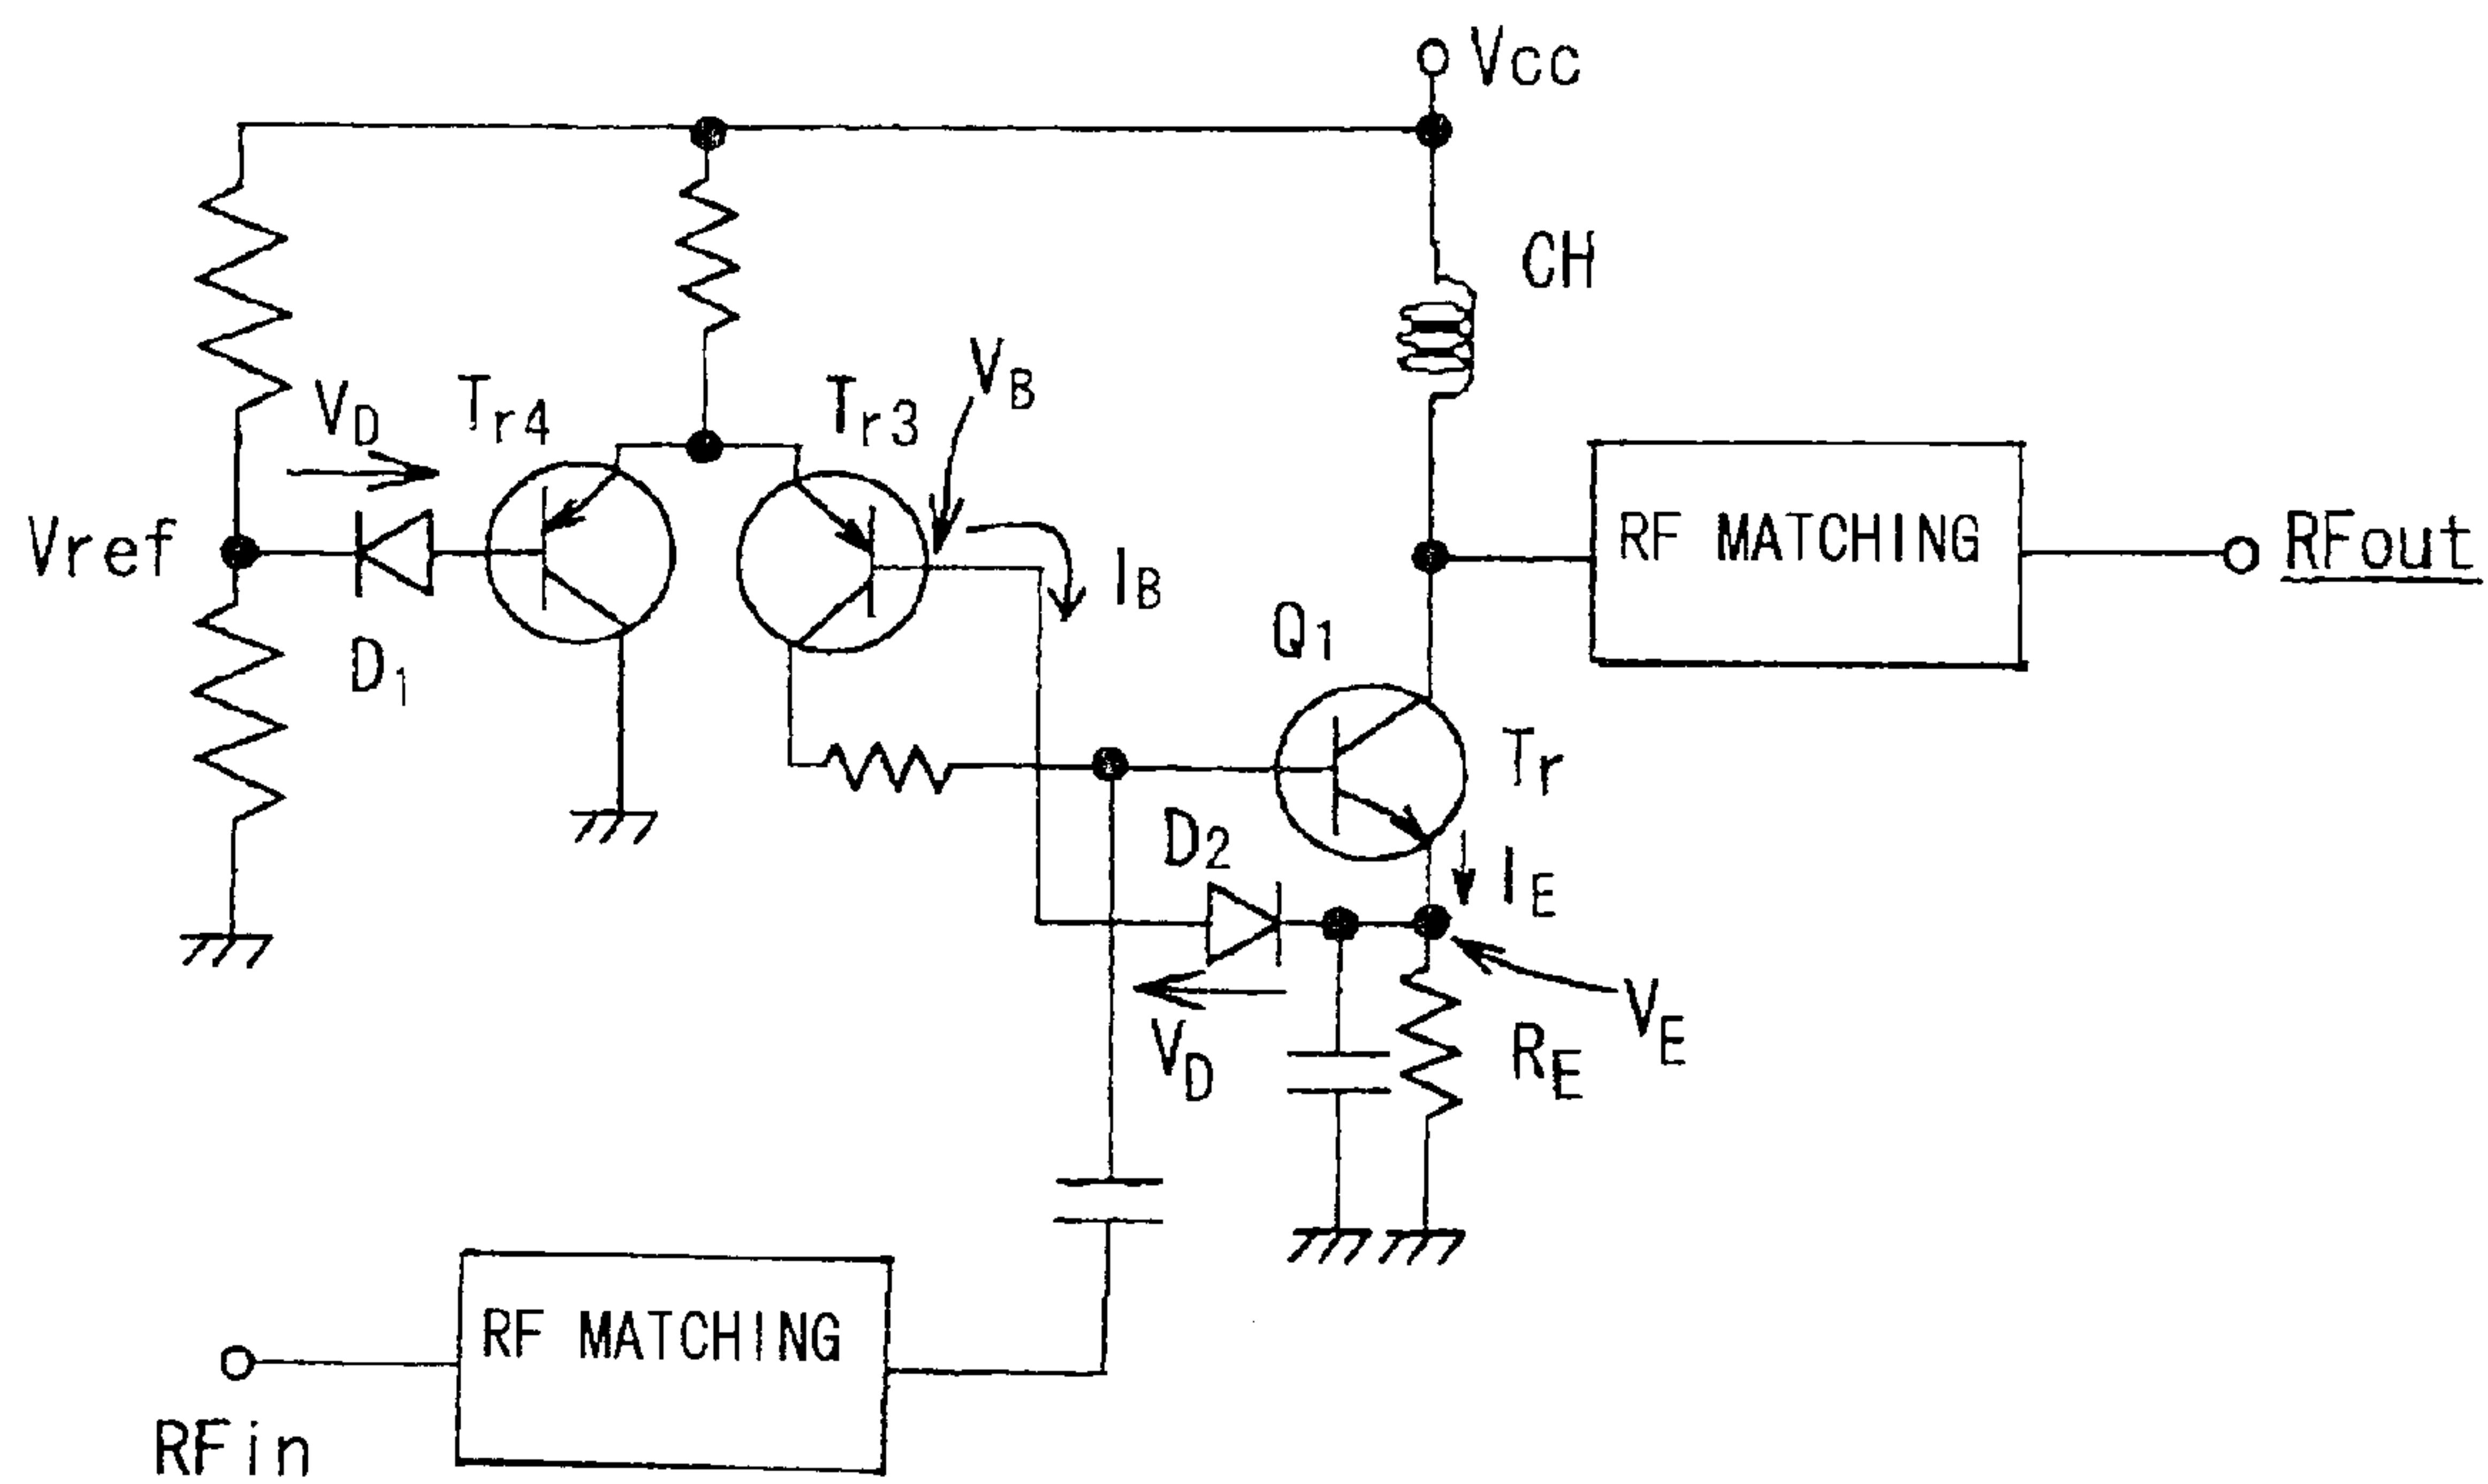 Vcc
CH
VB
VD
Tr4
Tr3
RF MATCHING
Vref
IB
RFout
Q1
D1
Tr
D2
IE
VE
VD
RE
RF MATCHING
RFin